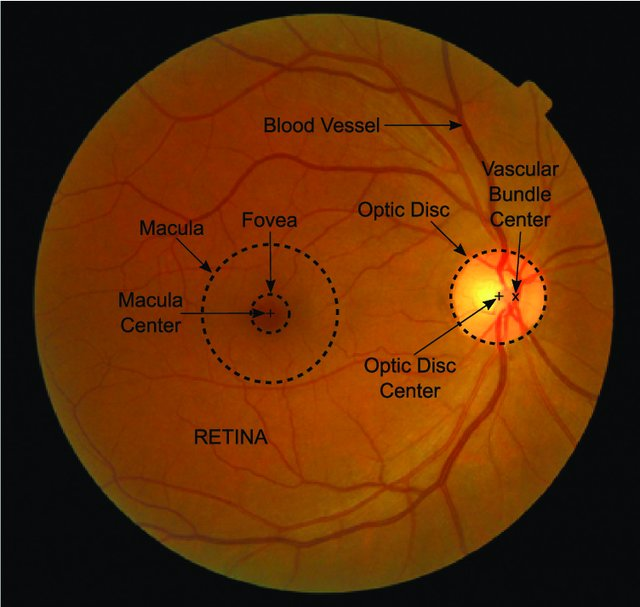 Blood Vessel
Vascular
Bundle
Center
Optic Disc
Macula
Fovea
Macula
Center
Optic Disc
Center
RETINA